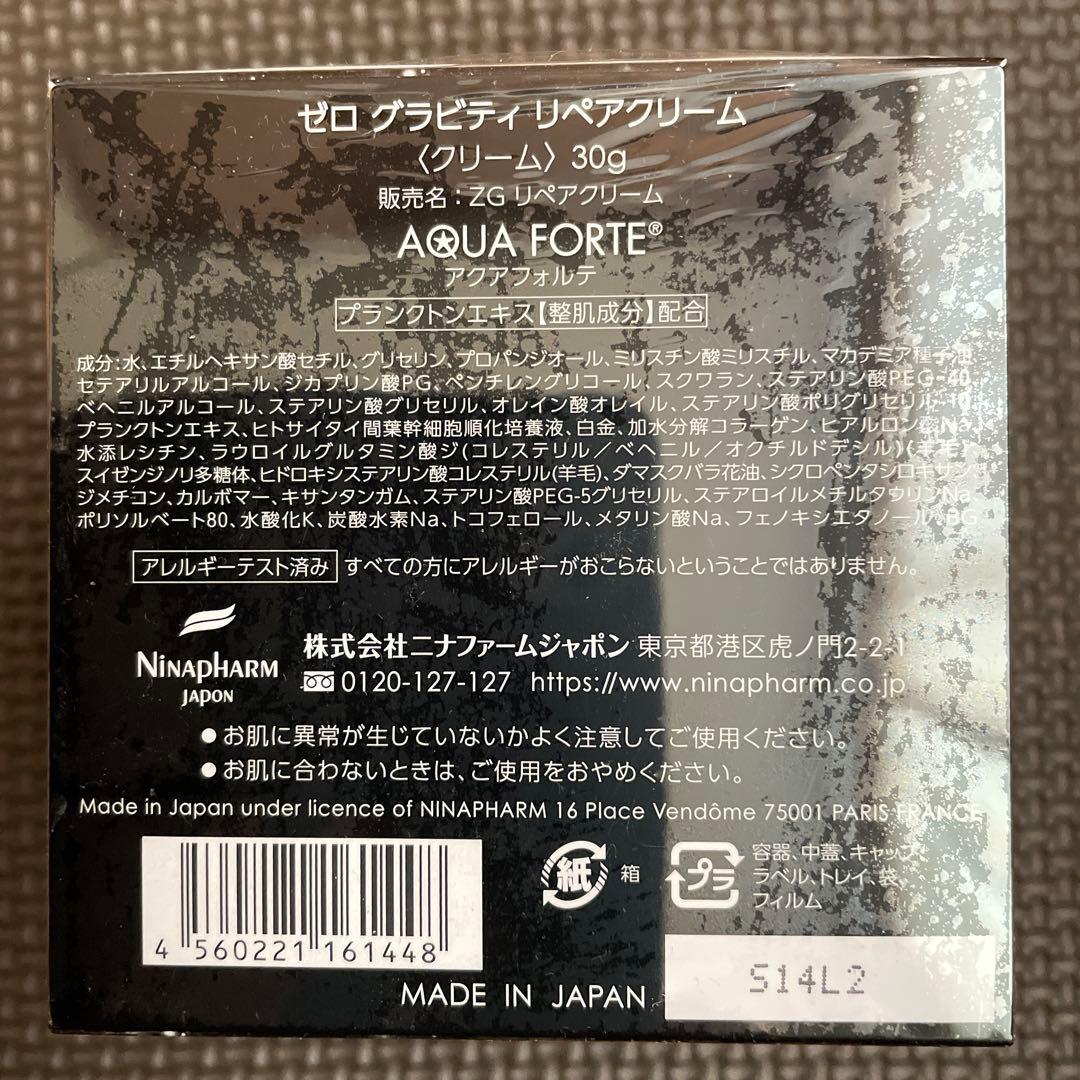 ゼロ グラビティ リペアクリーム
〈クリーム〉30g
販売名：ZG リペアクリーム
AQUA FORTE®
アクアフォルテ
プランクトンエキス【整肌成分】配合
成分：水、エチルヘキサン酸セチル、グリセリン、プロパンジオール、ミリスチン酸ミリスチル、マカデミア種子油
セテアリルアルコール、ジカプリン酸PG、ペンチレングリコール、スクワラン、ステアリン酸PEG-40、
ベヘニルアルコール、ステアリン酸グリセリル、オレイン酸オレイル、ステアリン酸ポリグリセリル-10、
プランクトンエキス、ヒトサイタイ間葉幹細胞順化培養液、白金、加水分解コラーゲン、ヒアルロン酸Na、
水添レシチン、ラウロイルグルタミン酸ジ(コレステリル／ベヘニル／オクチルドデシル)(羊毛)、
スイゼンジノリ多糖体、ヒドロキシステアリン酸コレステリル(羊毛)、ダマスクバラ花油、シクロペンタシロキサン
ジメチコン、カルボマー、キサンタンガム、ステアリン酸PEG-5グリセリル、ステアロイルメチルタウリンNa、
ポリソルベート80、水酸化K、炭酸水素Na、トコフェロール、メタリン酸Na、フェノキシエタノール、BG
アレルギーテスト済み すべての方にアレルギーがおこらないということではありません。
NINAPHARM
JAPON
株式会社ニナファームジャポン 東京都港区虎ノ門2-2-1
0120-127-127 https://www.ninapharm.co.jp
●お肌に異常が生じていないかよく注意してご使用ください。
●お肌に合わないときは、ご使用をおやめください。
Made in Japan under licence of NINAPHARM 16 Place Vendôme 75001 PARIS FRANCE
4 560221 161448
紙 箱
プラ 容器、中蓋、キャップ、
ラベル、トレイ、袋、
フィルム
MADE IN JAPAN
S14L2